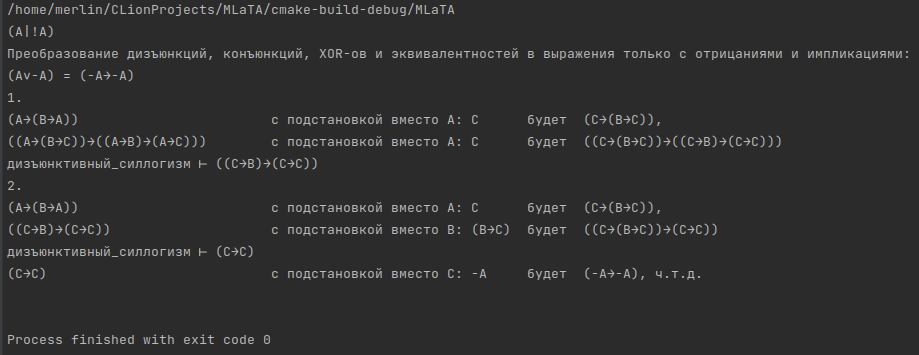 /home/merlin/CLionProjects/MLaTA/cmake-build-debug/MLaTA
(A|!A)
Преобразование дизъюнкций, конъюнкций, XOR-ов и эквивалентностей в выражения только с отрицаниями и импликациями:
(A∨¬A) = (¬A→¬A)
1.
(A→(B→A)) с подстановкой вместо A: C будет (C→(B→C)),
((A→(B→C))→((A→B)→(A→C))) с подстановкой вместо A: C будет ((C→(B→C))→((C→B)→(C→C)))
дизъюнктивный_силлогизм ⊢ ((C→B)→(C→C))
2.
(A→(B→A)) с подстановкой вместо A: C будет (C→(B→C)),
((C→B)→(C→C)) с подстановкой вместо B: (B→C) будет ((C→(B→C))→(C→C))
дизъюнктивный_силлогизм ⊢ (C→C)
(C→C) с подстановкой вместо C: ¬A будет (¬A→¬A), ч.т.д.
Process finished with exit code 0